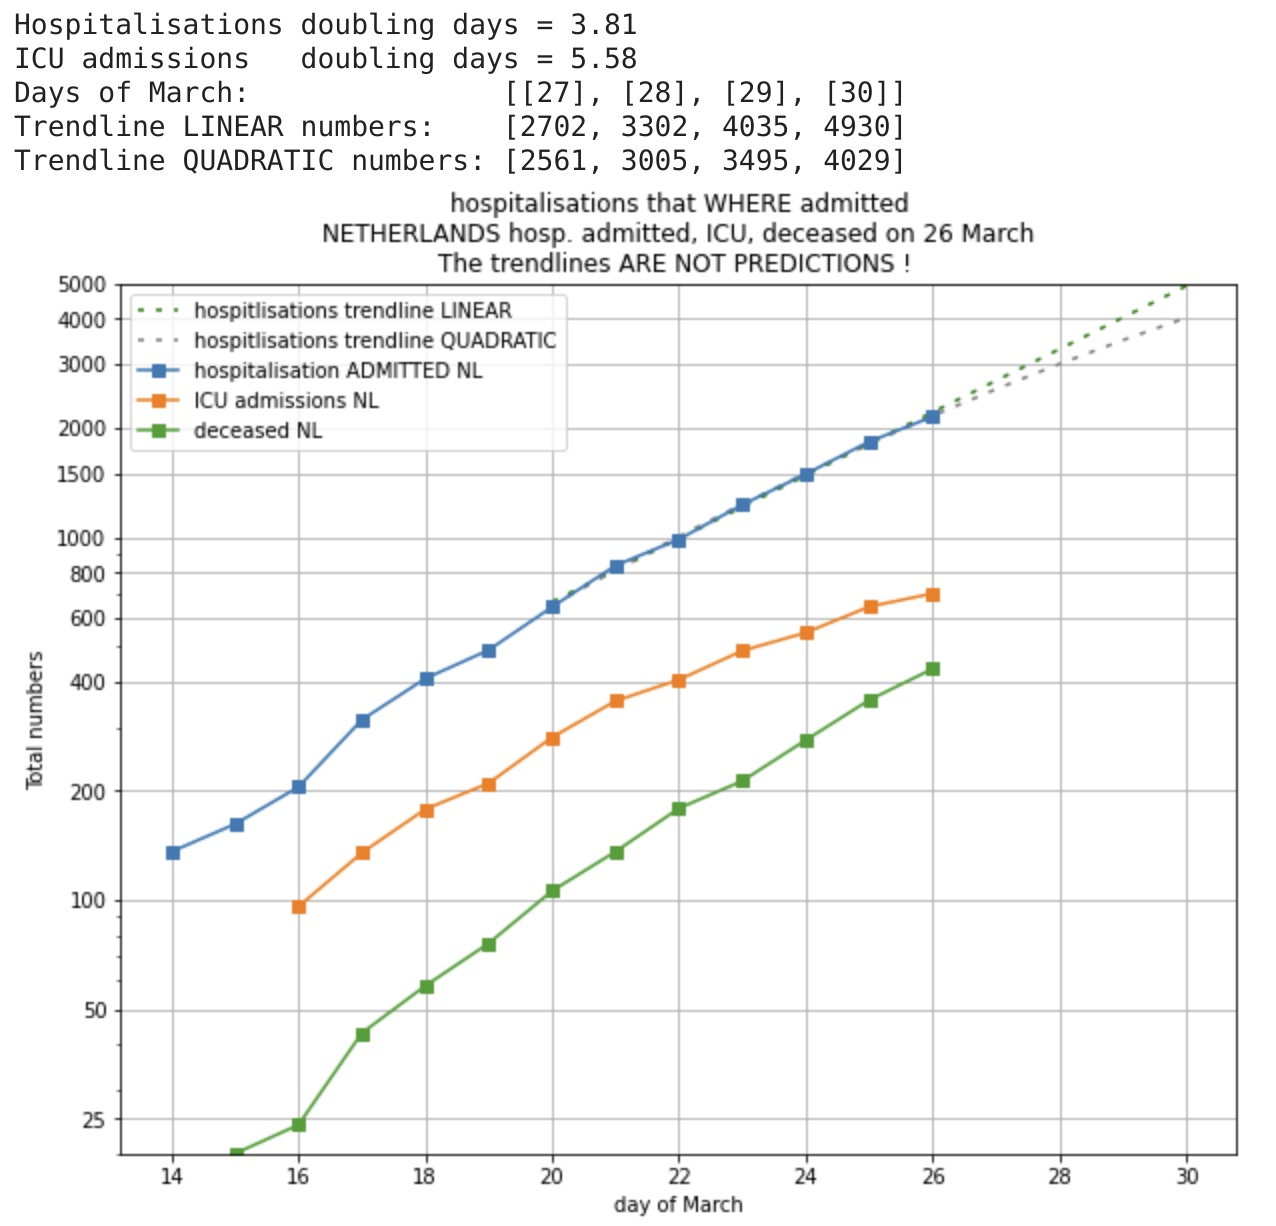 Hospitalisations doubling days = 3.81
ICU admissions   doubling days = 5.58
Days of March:               [[27], [28], [29], [30]]
Trendline LINEAR numbers:    [2702, 3302, 4035, 4930]
Trendline QUADRATIC numbers: [2561, 3005, 3495, 4029]
hospitalisations that WHERE admitted
NETHERLANDS hosp. admitted, ICU, deceased on 26 March
The trendlines ARE NOT PREDICTIONS !
hospitlisations trendline LINEAR
hospitlisations trendline QUADRATIC
hospitalisation ADMITTED NL
ICU admissions NL
deceased NL
5000
4000
3000
2000
1500
1000
800
600
400
200
100
50
25
Total numbers
14 16 18 20 22 24 26 28 30
day of March